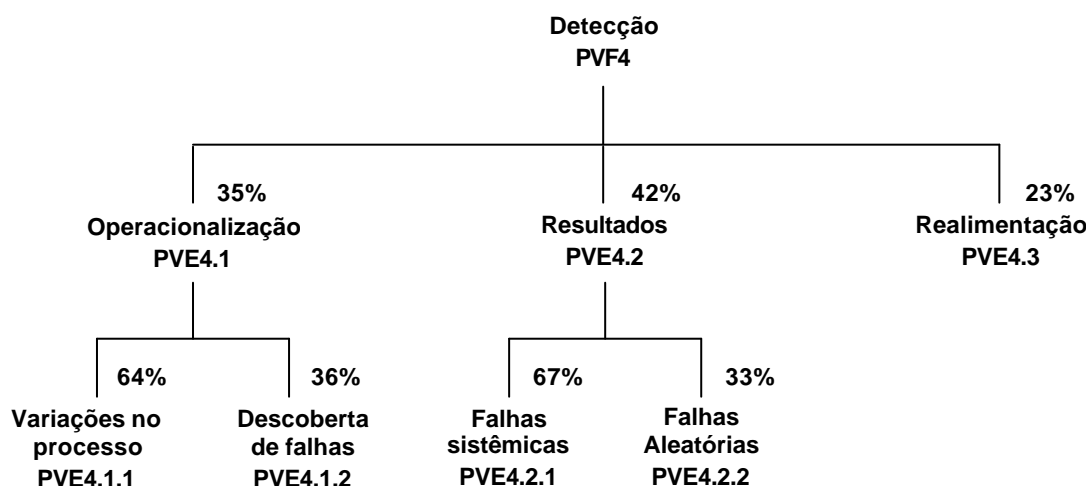 Detecção
PVF4
35%
Operacionalização
PVE4.1
42%
Resultados
PVE4.2
23%
Realimentação
PVE4.3
64%
Variações no
processo
PVE4.1.1
36%
Descoberta
de falhas
PVE4.1.2
67%
Falhas
sistêmicas
PVE4.2.1
33%
Falhas
Aleatórias
PVE4.2.2